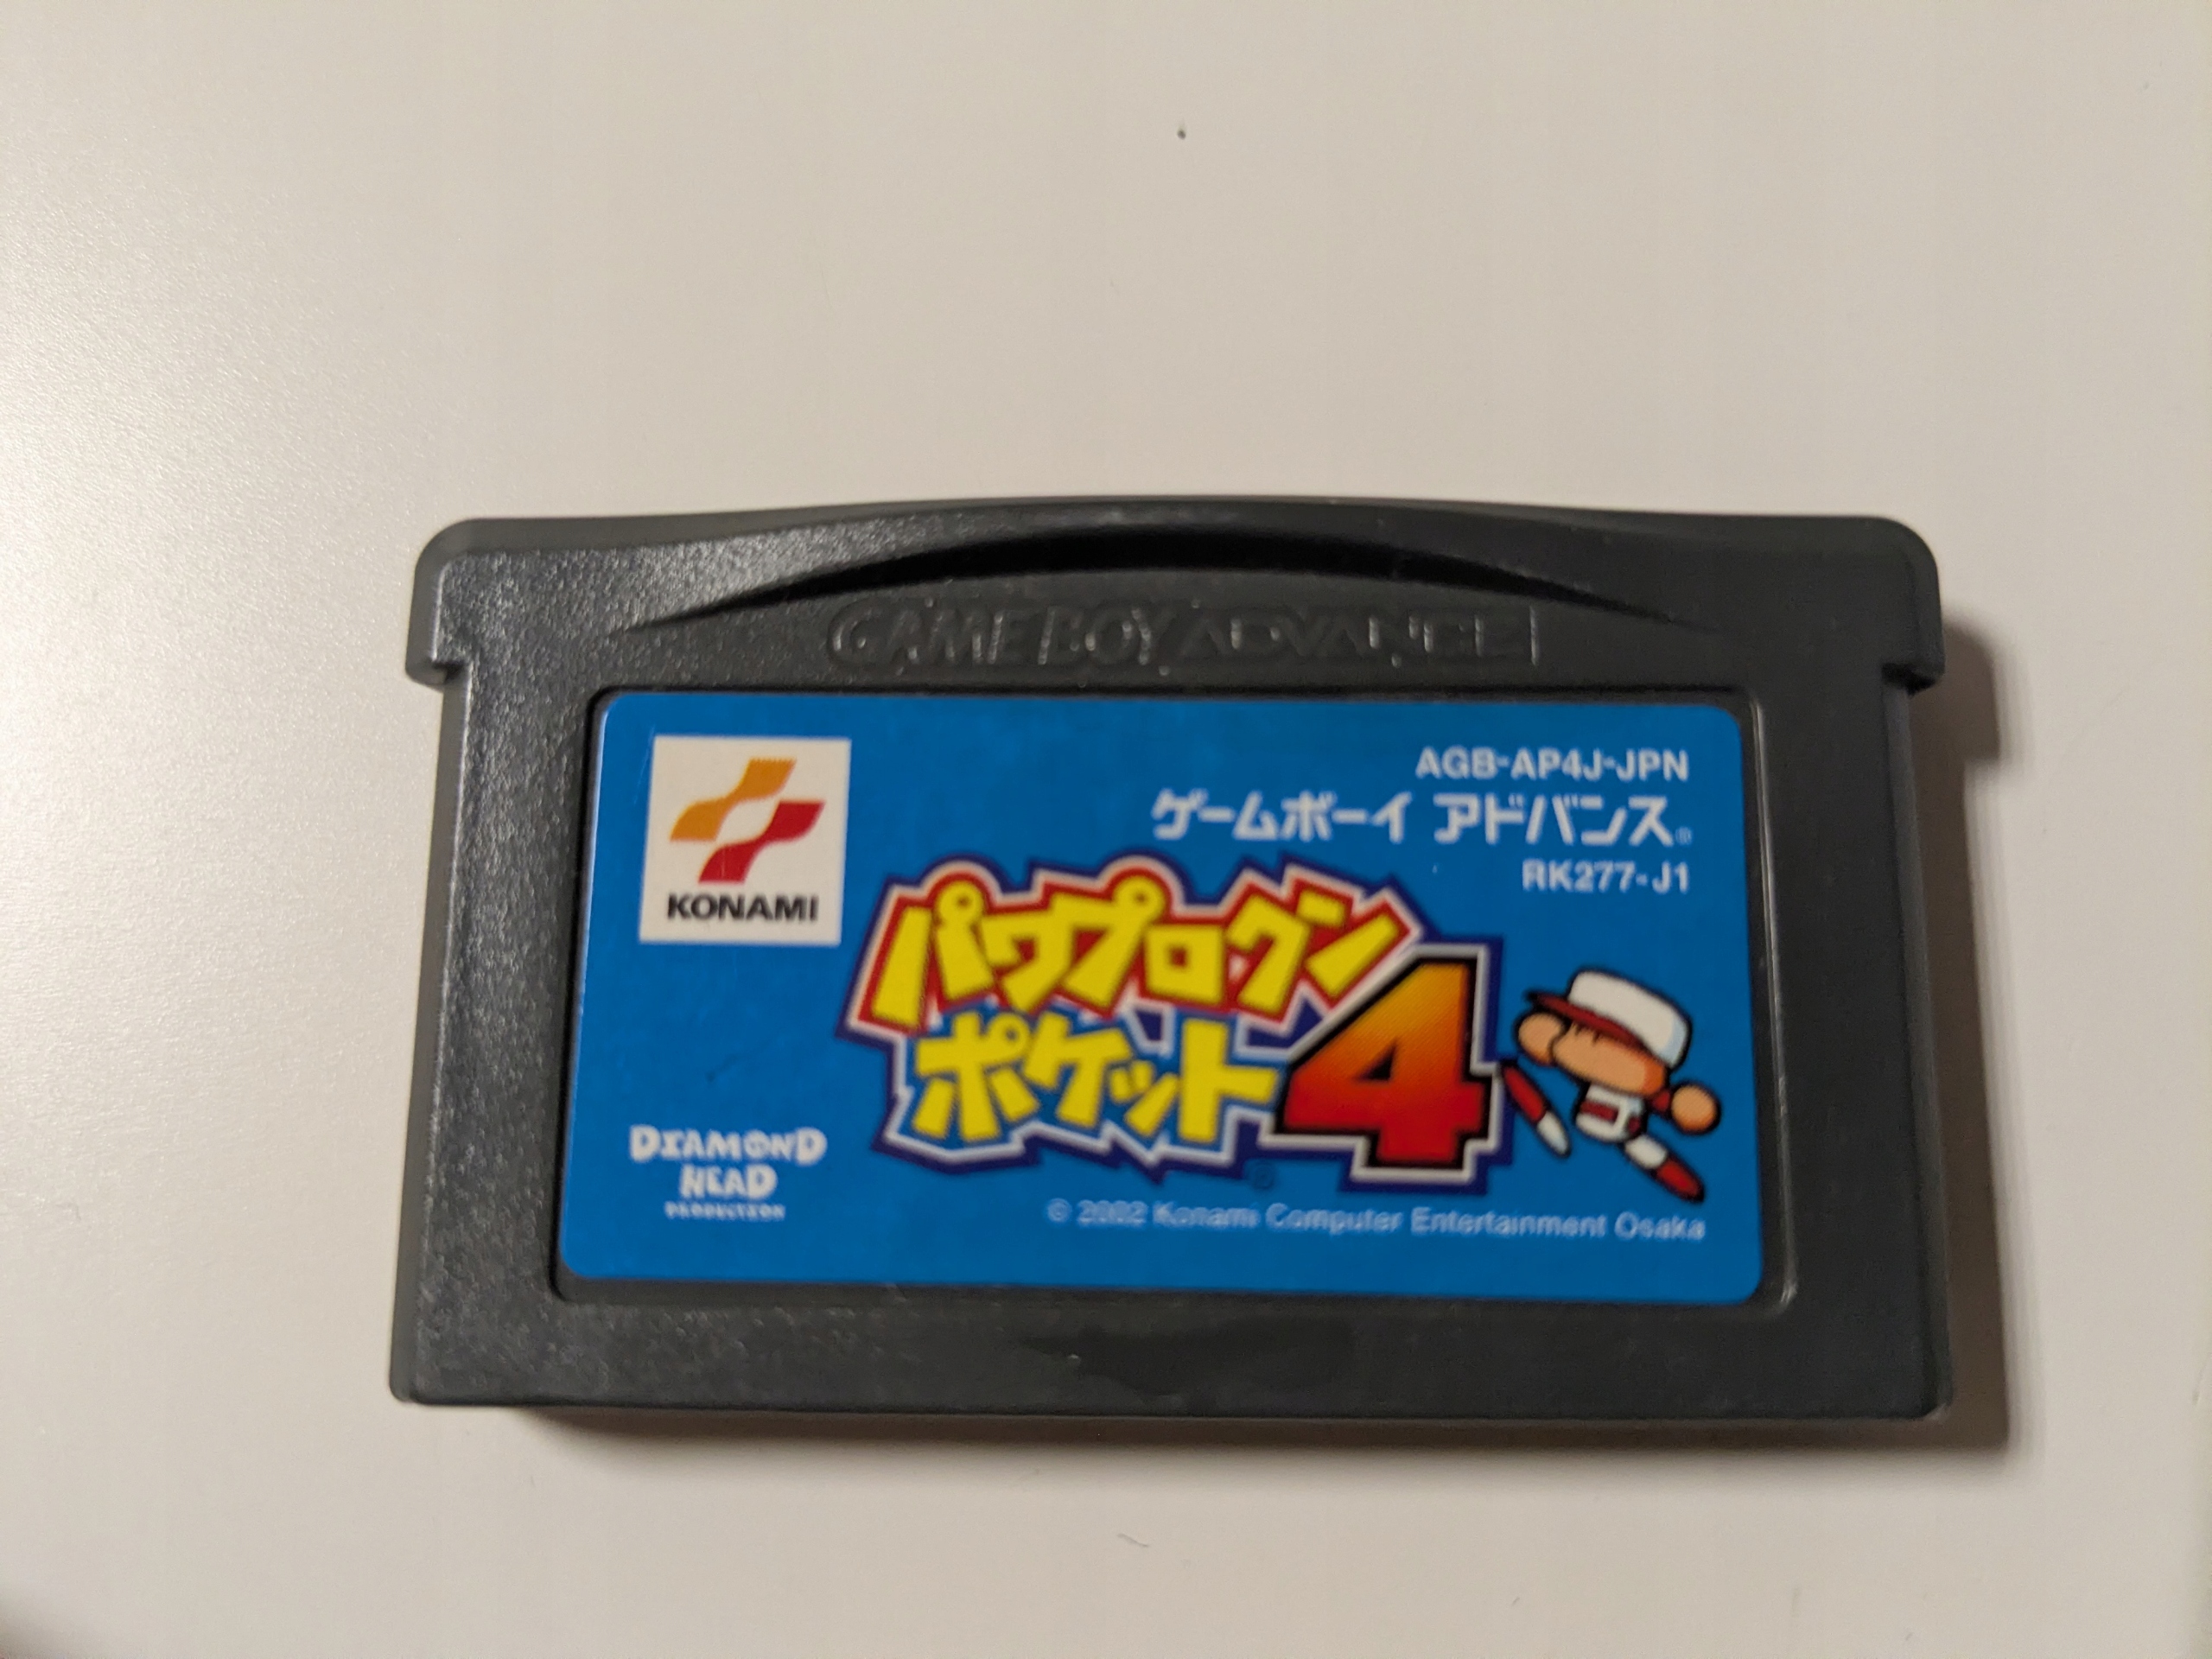 GAME BOY ADVANCE
KONAMI
AGB-AP4J-JPN
ゲームボーイ アドバンス®
RK277-J1
パワプロクン
ポケット4
®
DIAMOND
HEAD
PRODUCTION
© 2002 Konami Computer Entertainment Osaka